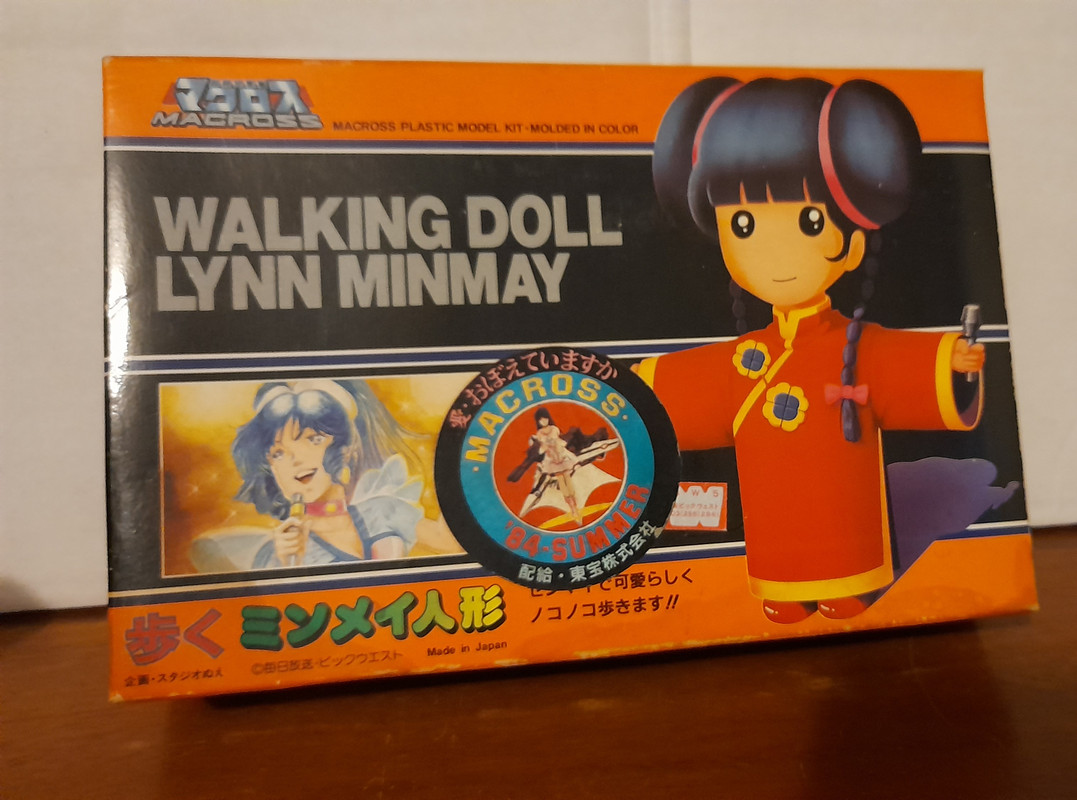 マクロス
MACROSS
MACROSS PLASTIC MODEL KIT・MOLDED IN COLOR
WALKING DOLL
LYNN MINMAY
愛・おぼえていますか
・MACROSS・
'84・SUMMER
配給・東宝株式会社
で可愛らしく
ノコノコ歩きます!!
歩く ミンメイ人形
企画・スタジオぬえ
©毎日放送・ビックウエスト
Made in Japan